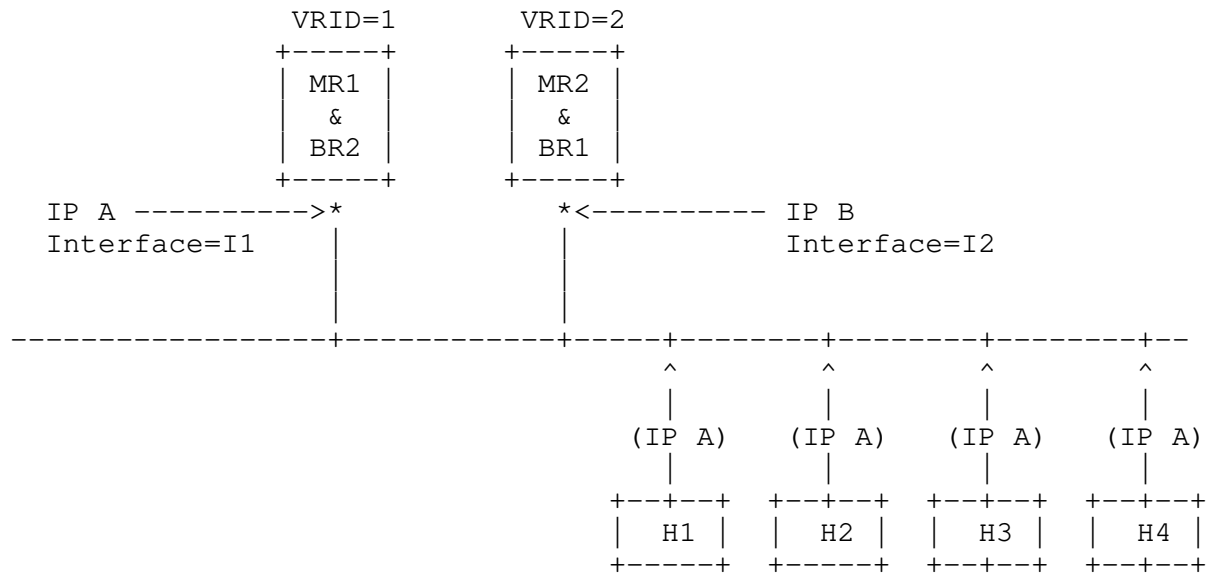 VRID=1 VRID=2
MR1 MR2
& &
BR2 BR1
IP A ---------->* *<---------- IP B
Interface=I1 Interface=I2
(IP A) (IP A) (IP A) (IP A)
H1 H2 H3 H4